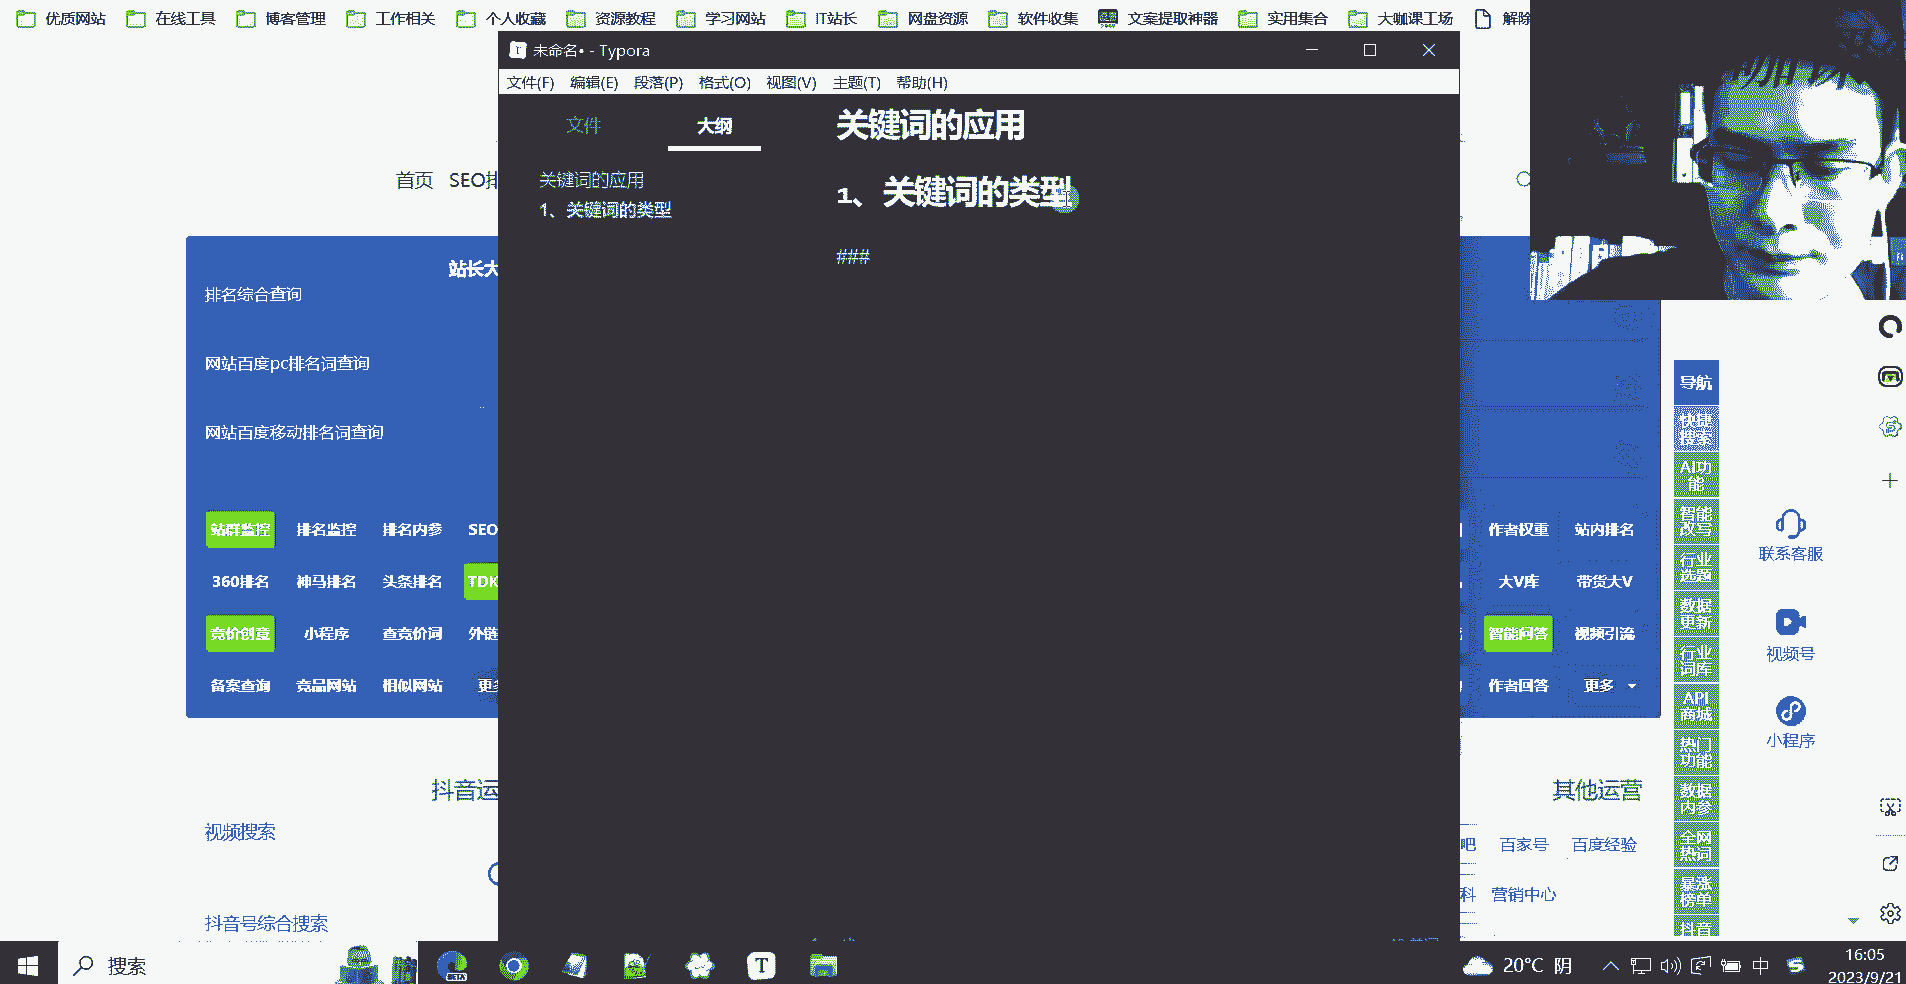 优质网站 在线工具 博客管理 工作相关 个人收藏 资源教程 学习网站 IT站长 网盘资源 软件收集 文案提取神器 实用集合 大咖课工场 解除
未命名• - Typora
文件(F) 编辑(E) 段落(P) 格式(O) 视图(V) 主题(T) 帮助(H)
文件 大纲
关键词的应用
1、关键词的类型
关键词的应用
1、关键词的类型
###
首页 SEO排
站长大
排名综合查询
网站百度pc排名词查询
网站百度移动排名词查询
站群监控 排名监控 排名内参 SEO
360排名 神马排名 头条排名 TDK
竞价创意 小程序 查竞价词 外链
备案查询 竞品网站 相似网站 更多
作者权重 站内排名
大V库 带货大V
智能问答 视频引流
作者回答 更多
抖音运
视频搜索
抖音号综合搜索
其他运营
吧 百家号 百度经验
科 营销中心
导航
快捷搜索
AI功能
智能改写
行业选题
数据更新
行业词库
API商城
热门功能
数据内参
全网热词
暴涨榜单
抖音
联系客服
视频号
小程序
搜索
BETA
20°C 阴
中
16:05
2023/9/21